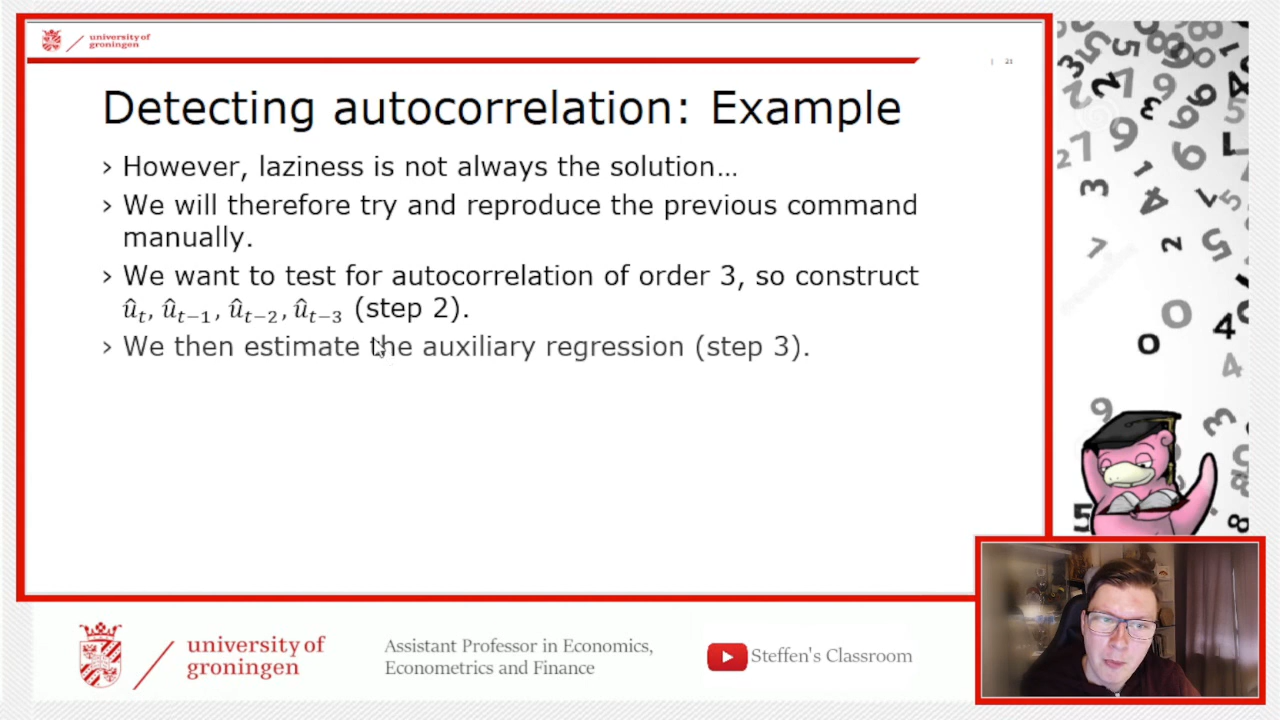 university of
groningen
| 21
Detecting autocorrelation: Example
› However, laziness is not always the solution…
› We will therefore try and reproduce the previous command
manually.
› We want to test for autocorrelation of order 3, so construct
û_t, û_{t−1}, û_{t−2}, û_{t−3} (step 2).
› We then estimate the auxiliary regression (step 3).
university of
groningen
Assistant Professor in Economics,
Econometrics and Finance
Steffen's Classroom